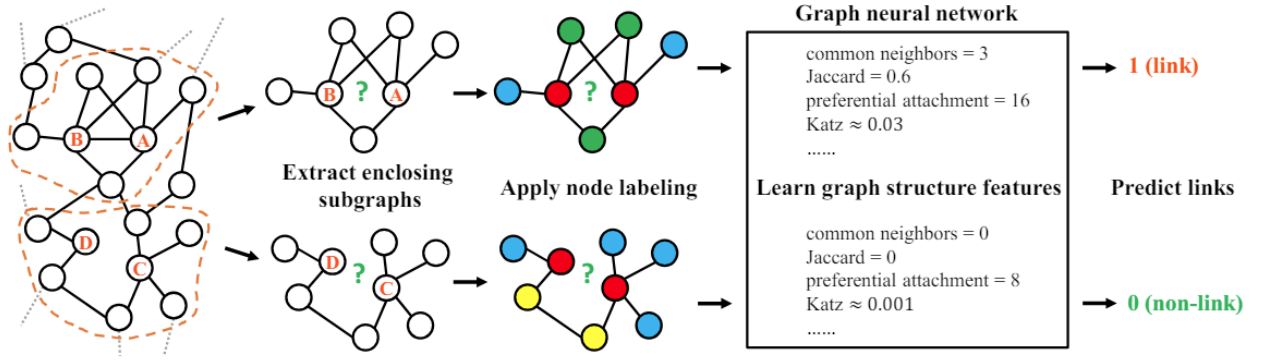 B
A
D
C
B
?
A
D
?
C
Extract enclosing
subgraphs
?
?
Apply node labeling
Graph neural network
common neighbors = 3
Jaccard = 0.6
preferential attachment = 16
Katz ≈ 0.03
......
Learn graph structure features
common neighbors = 0
Jaccard = 0
preferential attachment = 8
Katz ≈ 0.001
......
1 (link)
Predict links
0 (non-link)